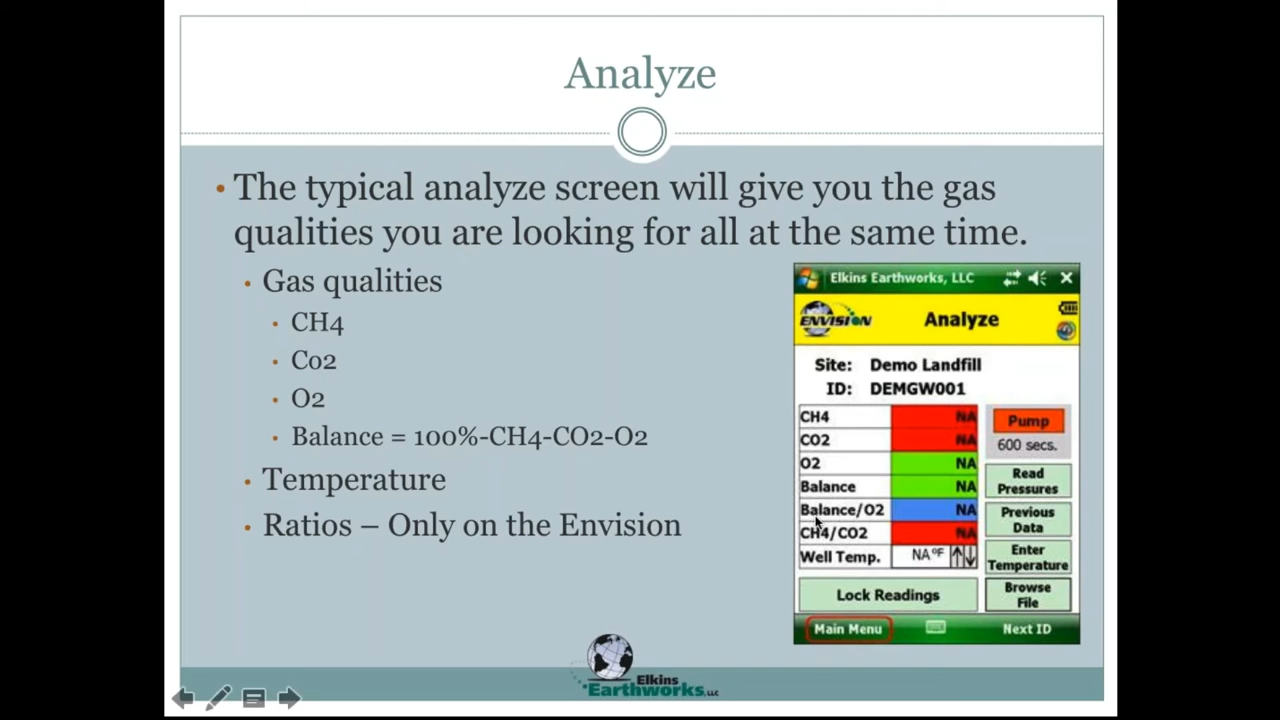 Analyze
• The typical analyze screen will give you the gas
qualities you are looking for all at the same time.
• Gas qualities
• CH4
• Co2
• O2
• Balance = 100%-CH4-CO2-O2
• Temperature
• Ratios – Only on the Envision
Elkins Earthworks, LLC
ENVISION
Analyze
Site: Demo Landfill
ID: DEMGW001
CH4 NA
CO2 NA
O2 NA
Balance NA
Balance/O2 NA
CH4/CO2 NA
Well Temp. NA°F
Pump
600 secs.
Read
Pressures
Previous
Data
Enter
Temperature
Browse
File
Lock Readings
Main Menu
Next ID
Elkins
Earthworks, LLC